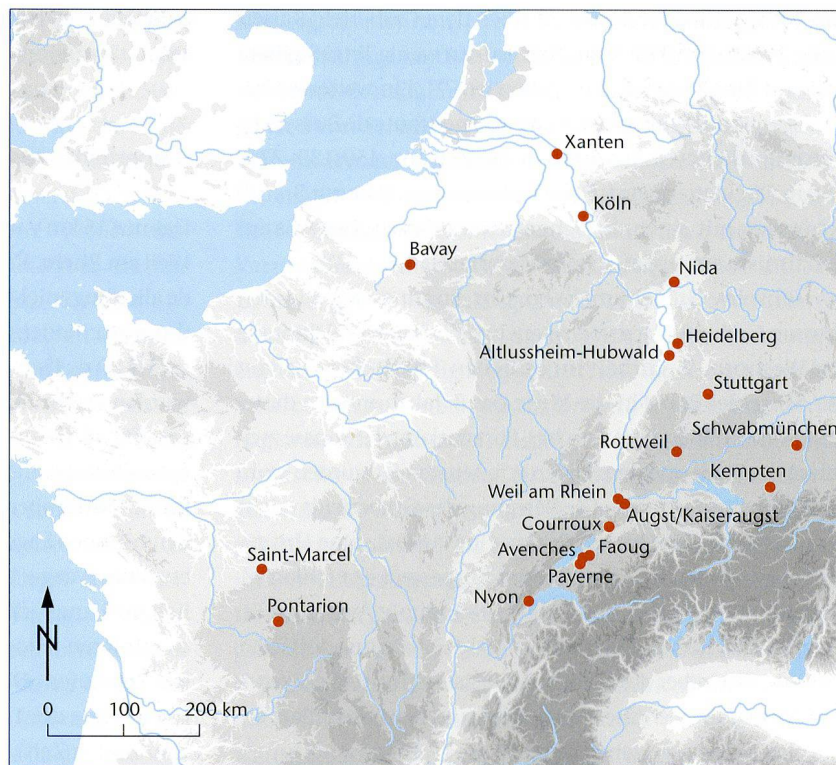 Xanten
Köln
Bavay
Nida
Heidelberg
Altlussheim-Hubwald
Stuttgart
Schwabmünchen
Rottweil
Kempten
Weil am Rhein
Augst/Kaiseraugst
Courroux
Avenches
Faoug
Payerne
Saint-Marcel
Nyon
Pontarion
N
0 100 200 km